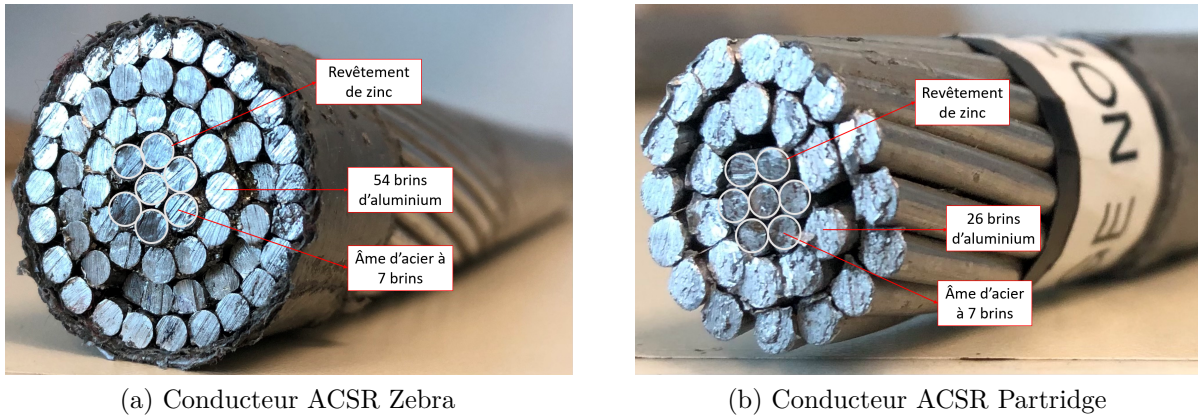 Revêtement
de zinc
54 brins
d'aluminium
Âme d'acier à
7 brins
(a) Conducteur ACSR Zebra
Revêtement
de zinc
26 brins
d'aluminium
Âme d'acier
à 7 brins
(b) Conducteur ACSR Partridge